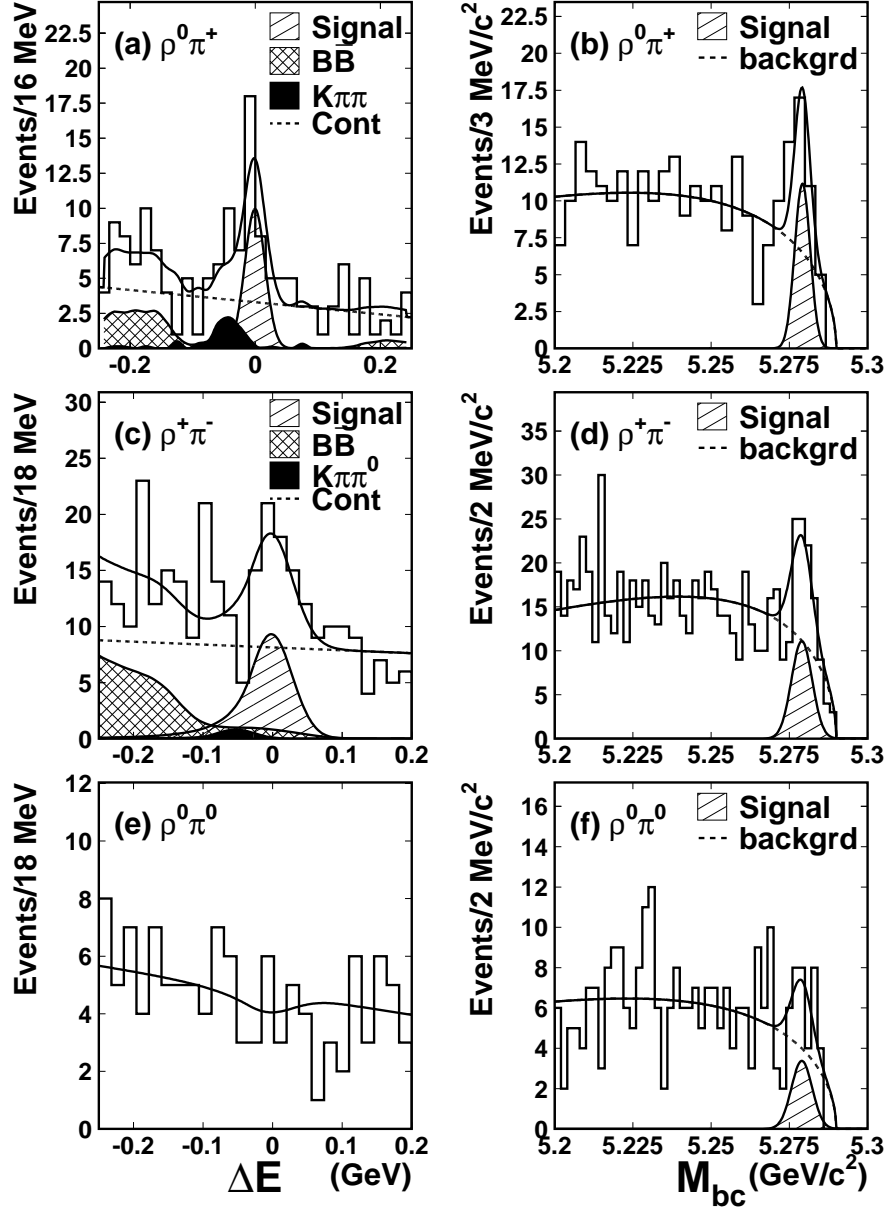 (a) ρ⁰π⁺
Signal
BB̄
Kππ
Cont
Events/16 MeV
22.5
20
17.5
15
12.5
10
7.5
5
2.5
0
-0.2
0
0.2
(b) ρ⁰π⁺
Signal
backgrd
Events/3 MeV/c²
22.5
20
17.5
15
12.5
10
7.5
5
2.5
0
5.2
5.225
5.25
5.275
5.3
(c) ρ⁺π⁻
Signal
BB̄
Kππ⁰
Cont
Events/18 MeV
30
25
20
15
10
5
0
-0.2
-0.1
0
0.1
0.2
(d) ρ⁺π⁻
Signal
backgrd
Events/2 MeV/c²
35
30
25
20
15
10
5
0
5.2
5.225
5.25
5.275
5.3
(e) ρ⁰π⁰
Events/18 MeV
12
10
8
6
4
2
0
-0.2
-0.1
0
0.1
0.2
ΔE (GeV)
(f) ρ⁰π⁰
Signal
backgrd
Events/2 MeV/c²
16
14
12
10
8
6
4
2
0
5.2
5.225
5.25
5.275
5.3
M_bc (GeV/c²)